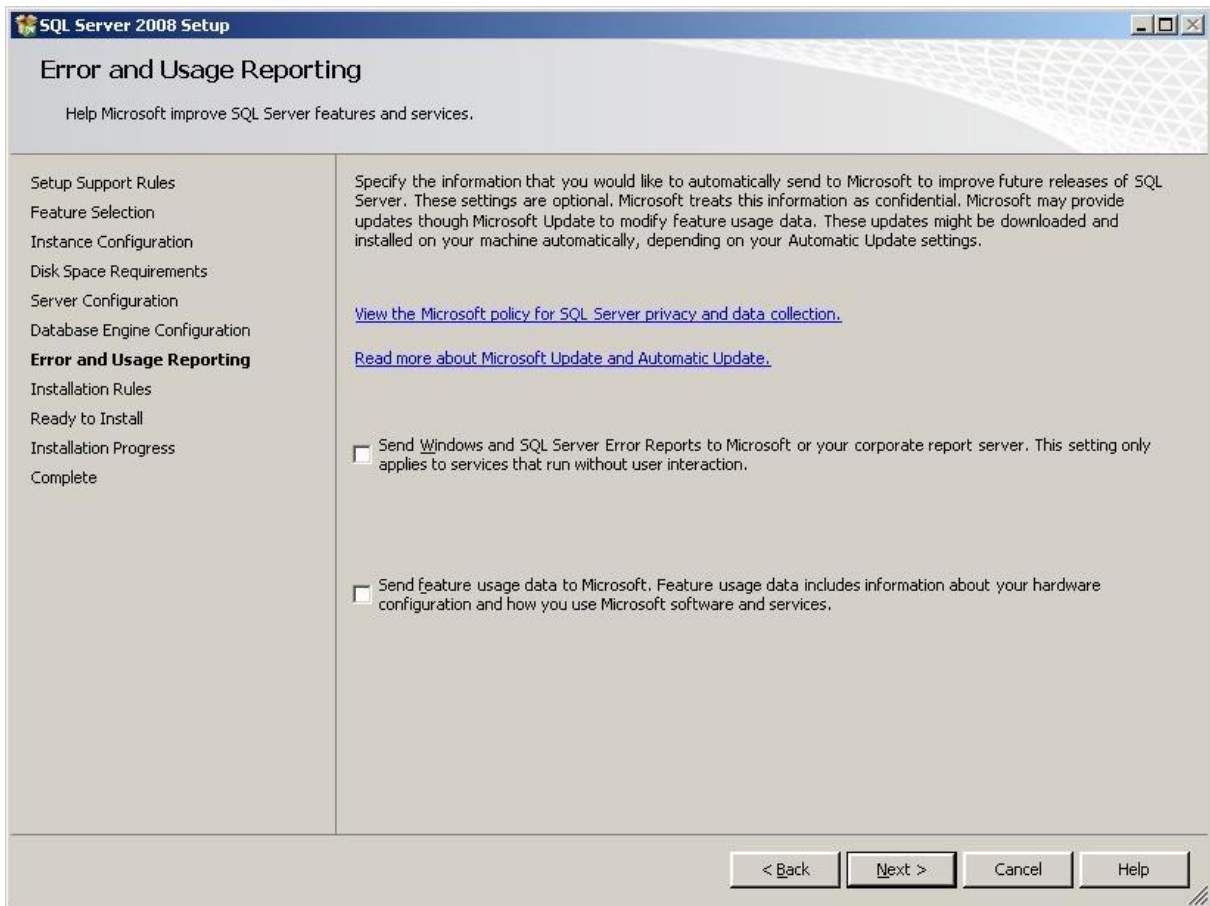 SQL Server 2008 Setup
Error and Usage Reporting
Help Microsoft improve SQL Server features and services.
Setup Support Rules
Feature Selection
Instance Configuration
Disk Space Requirements
Server Configuration
Database Engine Configuration
Error and Usage Reporting
Installation Rules
Ready to Install
Installation Progress
Complete
Specify the information that you would like to automatically send to Microsoft to improve future releases of SQL
Server. These settings are optional. Microsoft treats this information as confidential. Microsoft may provide
updates though Microsoft Update to modify feature usage data. These updates might be downloaded and
installed on your machine automatically, depending on your Automatic Update settings.
View the Microsoft policy for SQL Server privacy and data collection.
Read more about Microsoft Update and Automatic Update.
Send Windows and SQL Server Error Reports to Microsoft or your corporate report server. This setting only
applies to services that run without user interaction.
Send feature usage data to Microsoft. Feature usage data includes information about your hardware
configuration and how you use Microsoft software and services.
< Back
Next >
Cancel
Help